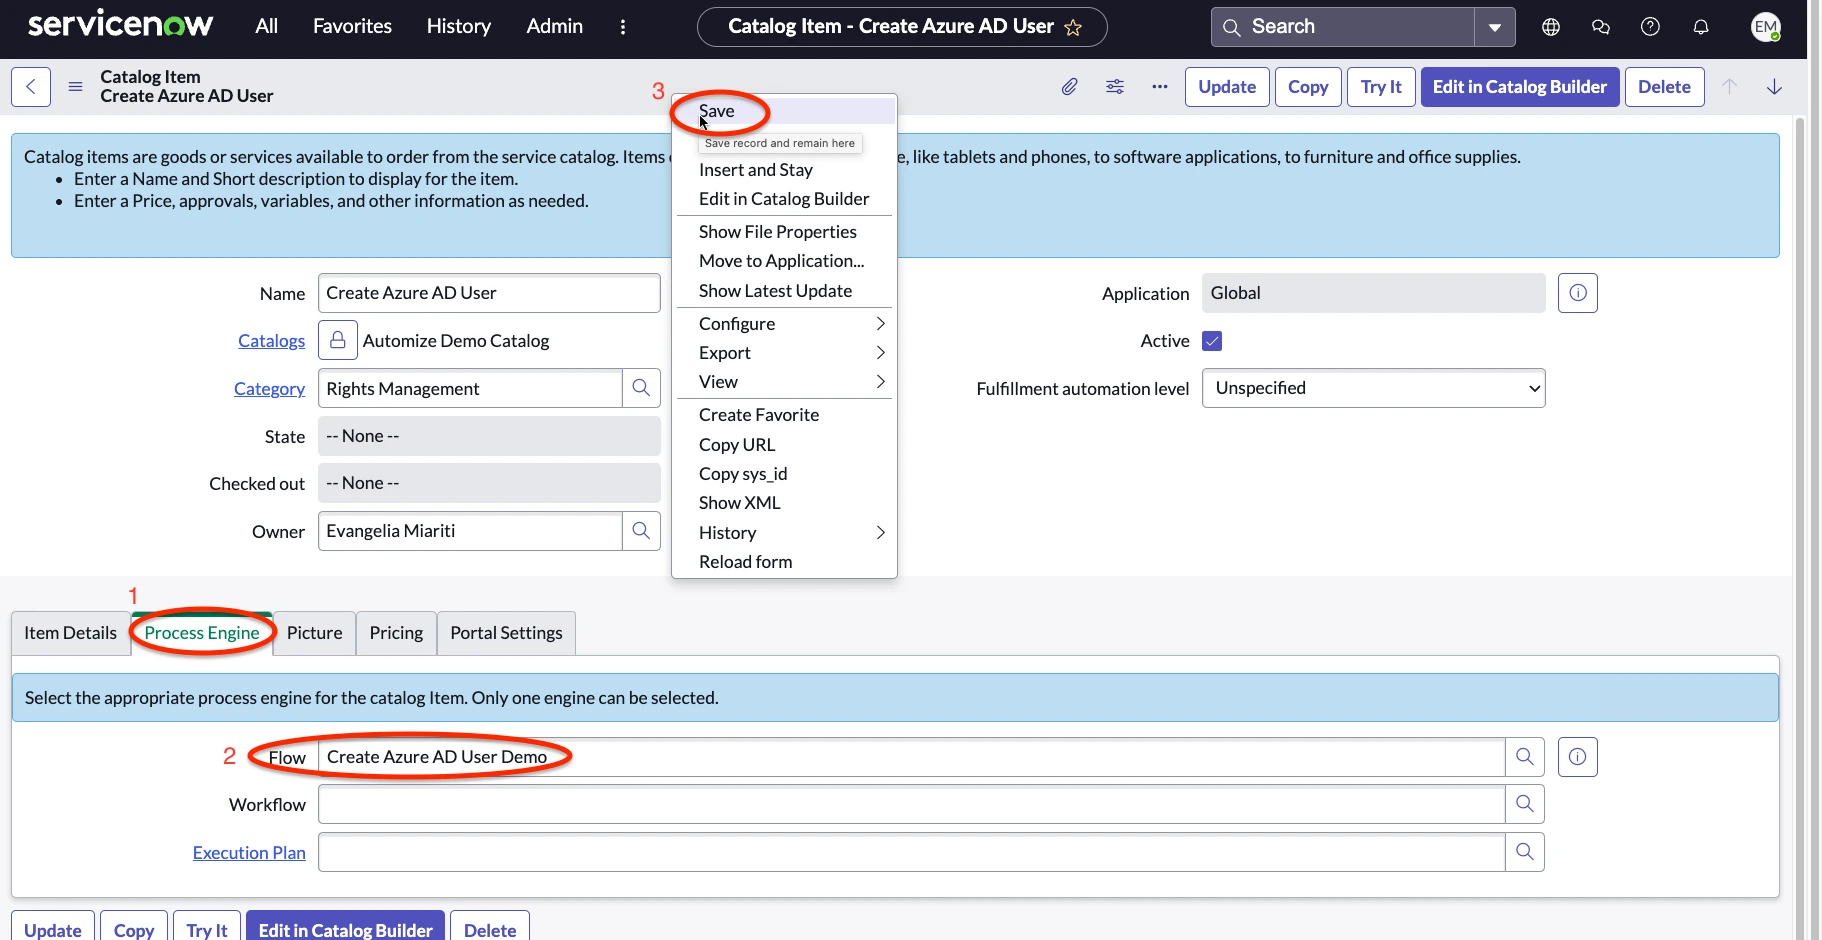 servicenow
All
Favorites
History
Admin
Catalog Item - Create Azure AD User
Search
EM
Catalog Item
Create Azure AD User
Update
Copy
Try It
Edit in Catalog Builder
Delete
3
Save
Save record and remain here
Insert and Stay
Edit in Catalog Builder
Show File Properties
Move to Application...
Show Latest Update
Configure
Export
View
Create Favorite
Copy URL
Copy sys_id
Show XML
History
Reload form
Catalog items are goods or services available to order from the service catalog. Items
, like tablets and phones, to software applications, to furniture and office supplies.
• Enter a Name and Short description to display for the item.
• Enter a Price, approvals, variables, and other information as needed.
Name
Create Azure AD User
Catalogs
Automize Demo Catalog
Category
Rights Management
State
-- None --
Checked out
-- None --
Owner
Evangelia Miariti
Application
Global
Active
Fulfillment automation level
Unspecified
1
Item Details
Process Engine
Picture
Pricing
Portal Settings
Select the appropriate process engine for the catalog Item. Only one engine can be selected.
2
Flow
Create Azure AD User Demo
Workflow
Execution Plan
Update
Copy
Try It
Edit in Catalog Builder
Delete